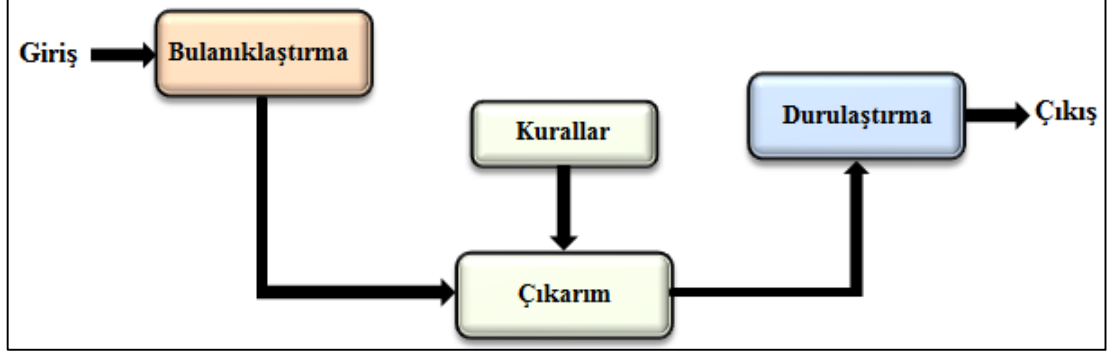 Giriş
Bulanıklaştırma
Kurallar
Çıkarım
Durulaştırma
Çıkış